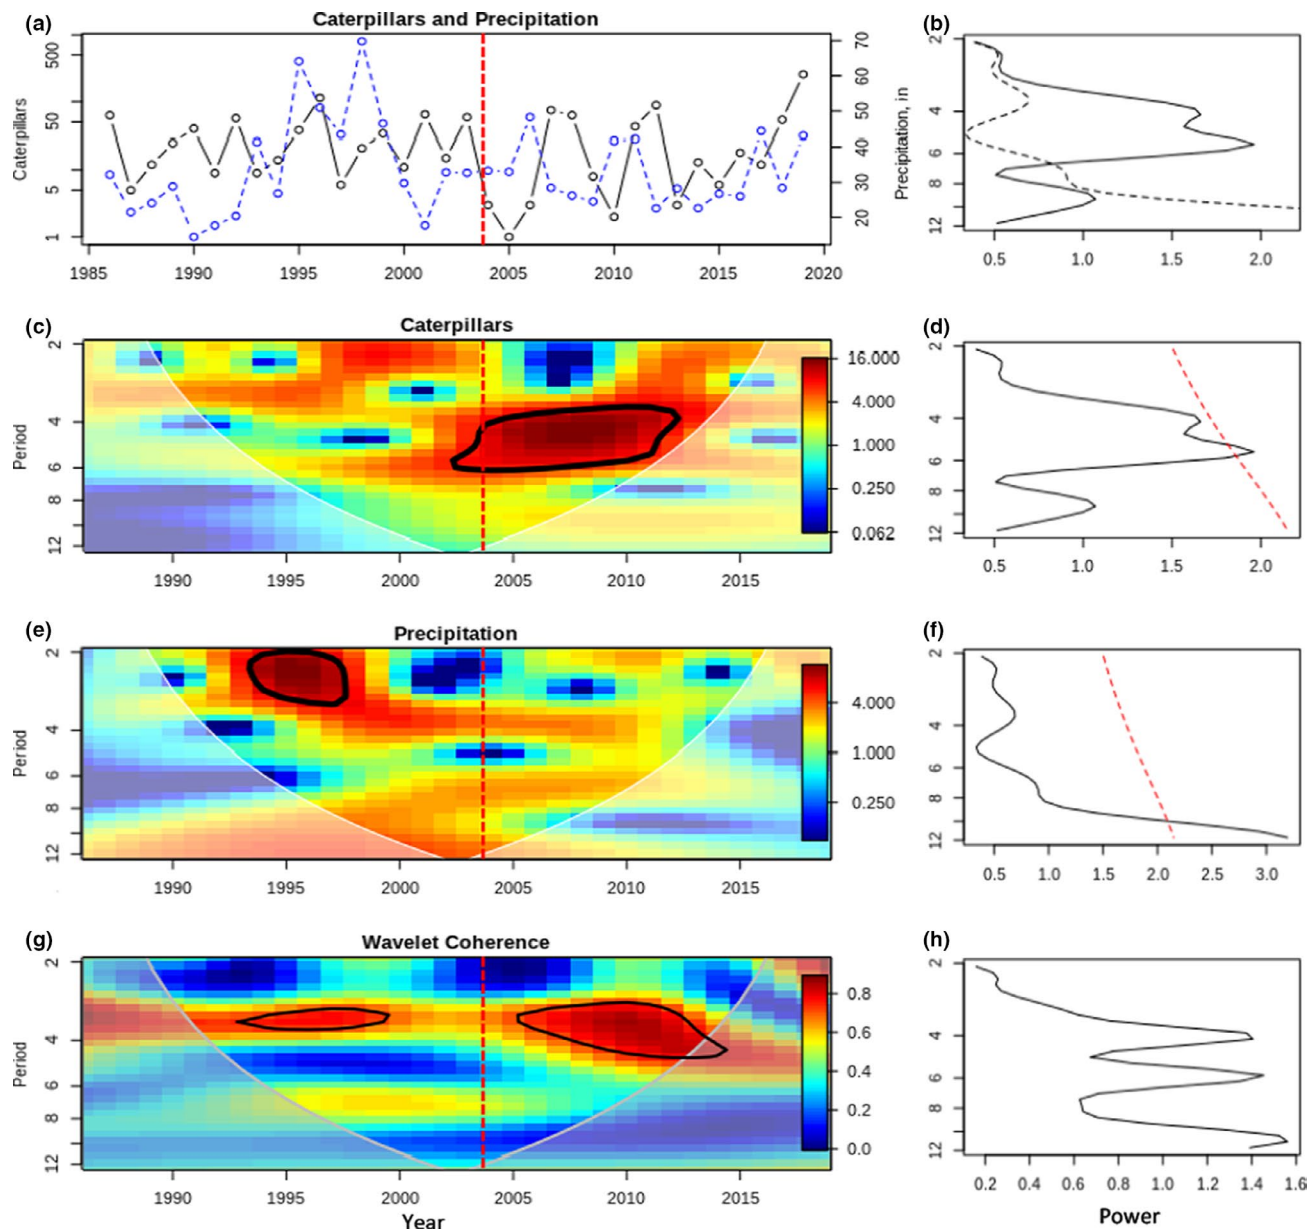 (a)
Caterpillars and Precipitation
(b)
Caterpillars
500
50
5
1
70
60
50
40
30
20
Precipitation, in
1985 1990 1995 2000 2005 2010 2015 2020
2
4
6
8
12
0.5 1.0 1.5 2.0
(c)
Caterpillars
(d)
Period
2
4
6
8
12
16.000
4.000
1.000
0.250
0.062
1990 1995 2000 2005 2010 2015
2
4
6
8
12
0.5 1.0 1.5 2.0
(e)
Precipitation
(f)
Period
2
4
6
8
12
4.000
1.000
0.250
1990 1995 2000 2005 2010 2015
2
4
6
8
12
0.5 1.0 1.5 2.0 2.5 3.0
(g)
Wavelet Coherence
(h)
Period
2
4
6
8
12
0.8
0.6
0.4
0.2
0.0
1990 1995 2000 2005 2010 2015
Year
2
4
6
8
12
0.2 0.4 0.6 0.8 1.0 1.2 1.4 1.6
Power